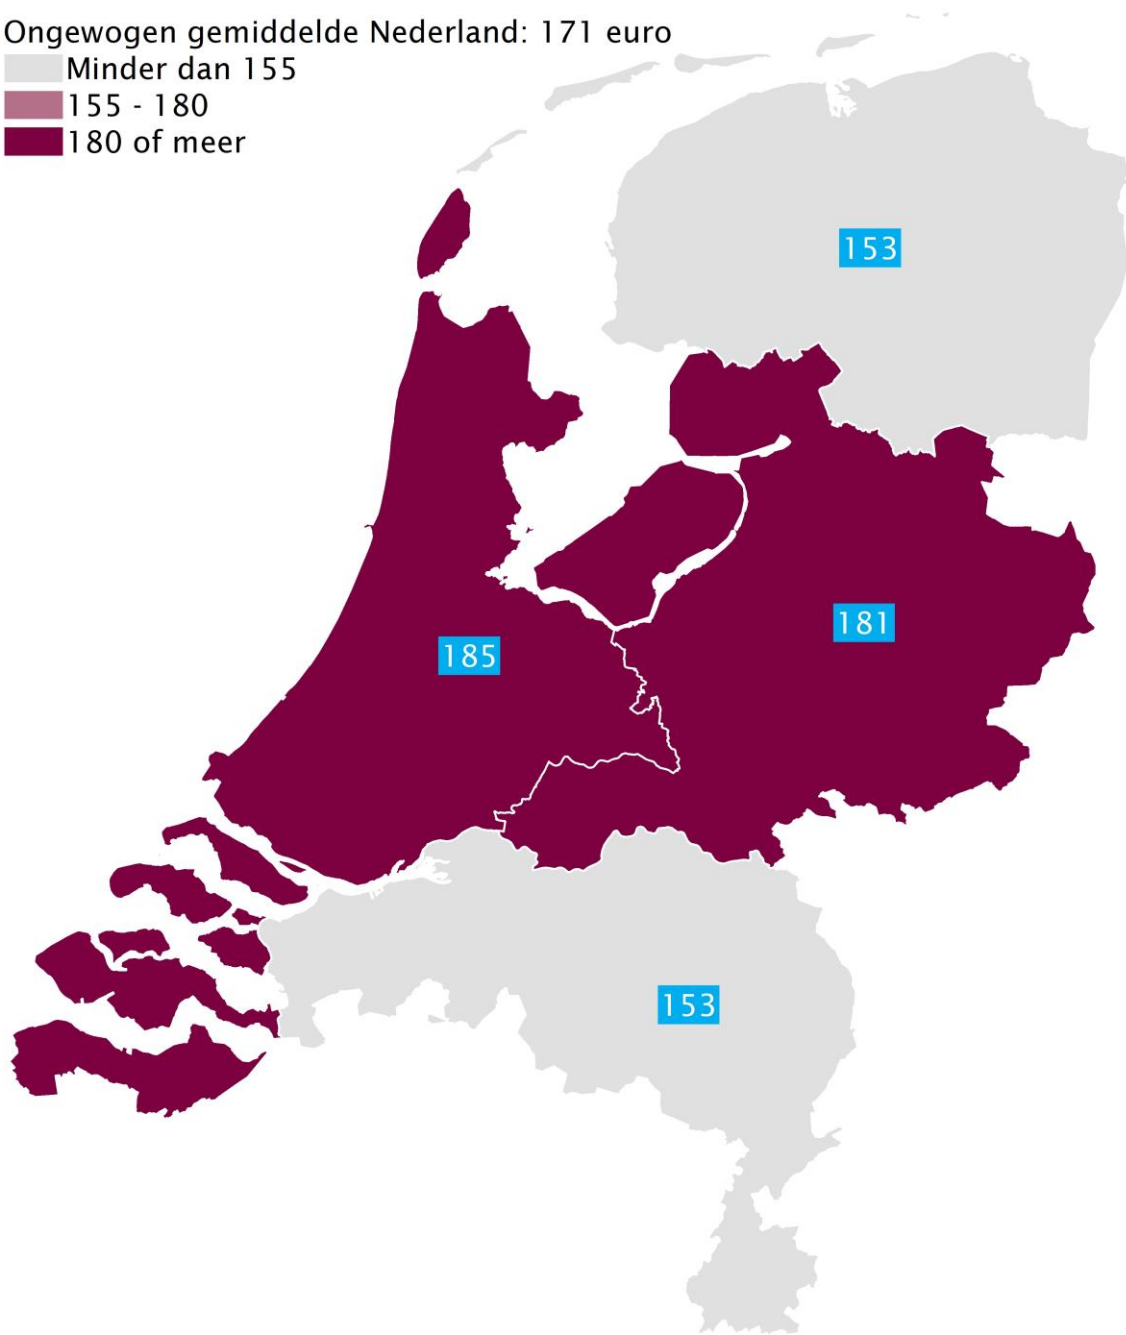 Ongewogen gemiddelde Nederland: 171 euro
Minder dan 155
155 - 180
180 of meer
153
181
185
153